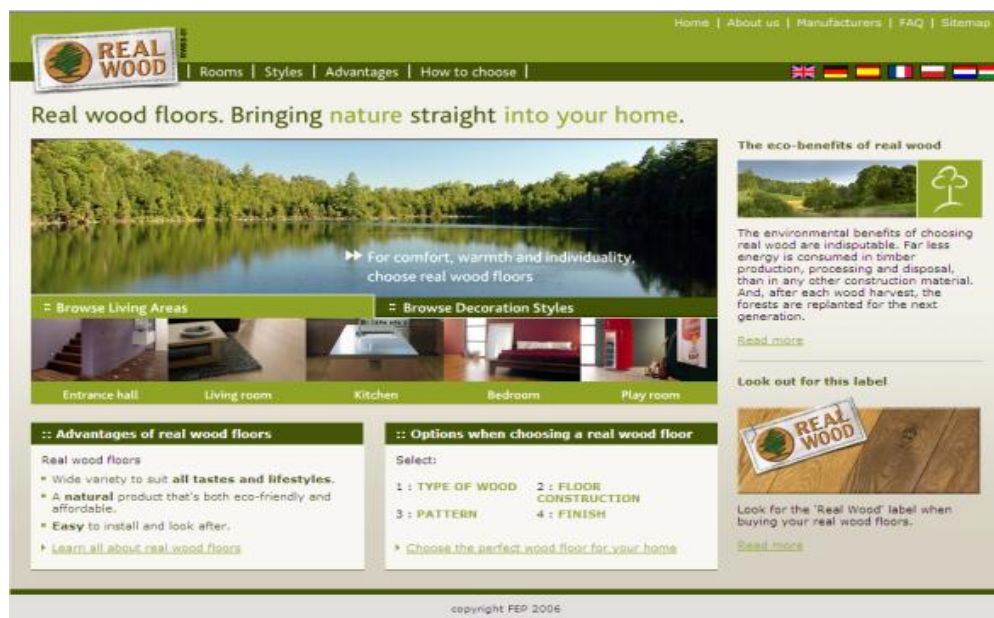 Home | About us | Manufacturers | FAQ | Sitemap
REAL
WOOD
| Rooms | Styles | Advantages | How to choose |
Real wood floors. Bringing nature straight into your home.
For comfort, warmth and individuality,
choose real wood floors
:: Browse Living Areas
:: Browse Decoration Styles
Entrance hall
Living room
Kitchen
Bedroom
Play room
:: Advantages of real wood floors
Real wood floors
Wide variety to suit all tastes and lifestyles.
A natural product that's both eco-friendly and
affordable.
Easy to install and look after.
Learn all about real wood floors
:: Options when choosing a real wood floor
Select:
1 : TYPE OF WOOD
2 : FLOOR
CONSTRUCTION
3 : PATTERN
4 : FINISH
Choose the perfect wood floor for your home
The eco-benefits of real wood
The environmental benefits of choosing
real wood are indisputable. Far less
energy is consumed in timber
production, processing and disposal,
than in any other construction material.
And, after each wood harvest, the
forests are replanted for the next
generation.
Read more
Look out for this label
REAL
WOOD
Look for the 'Real Wood' label when
buying your real wood floors.
Read more
copyright FEP 2006